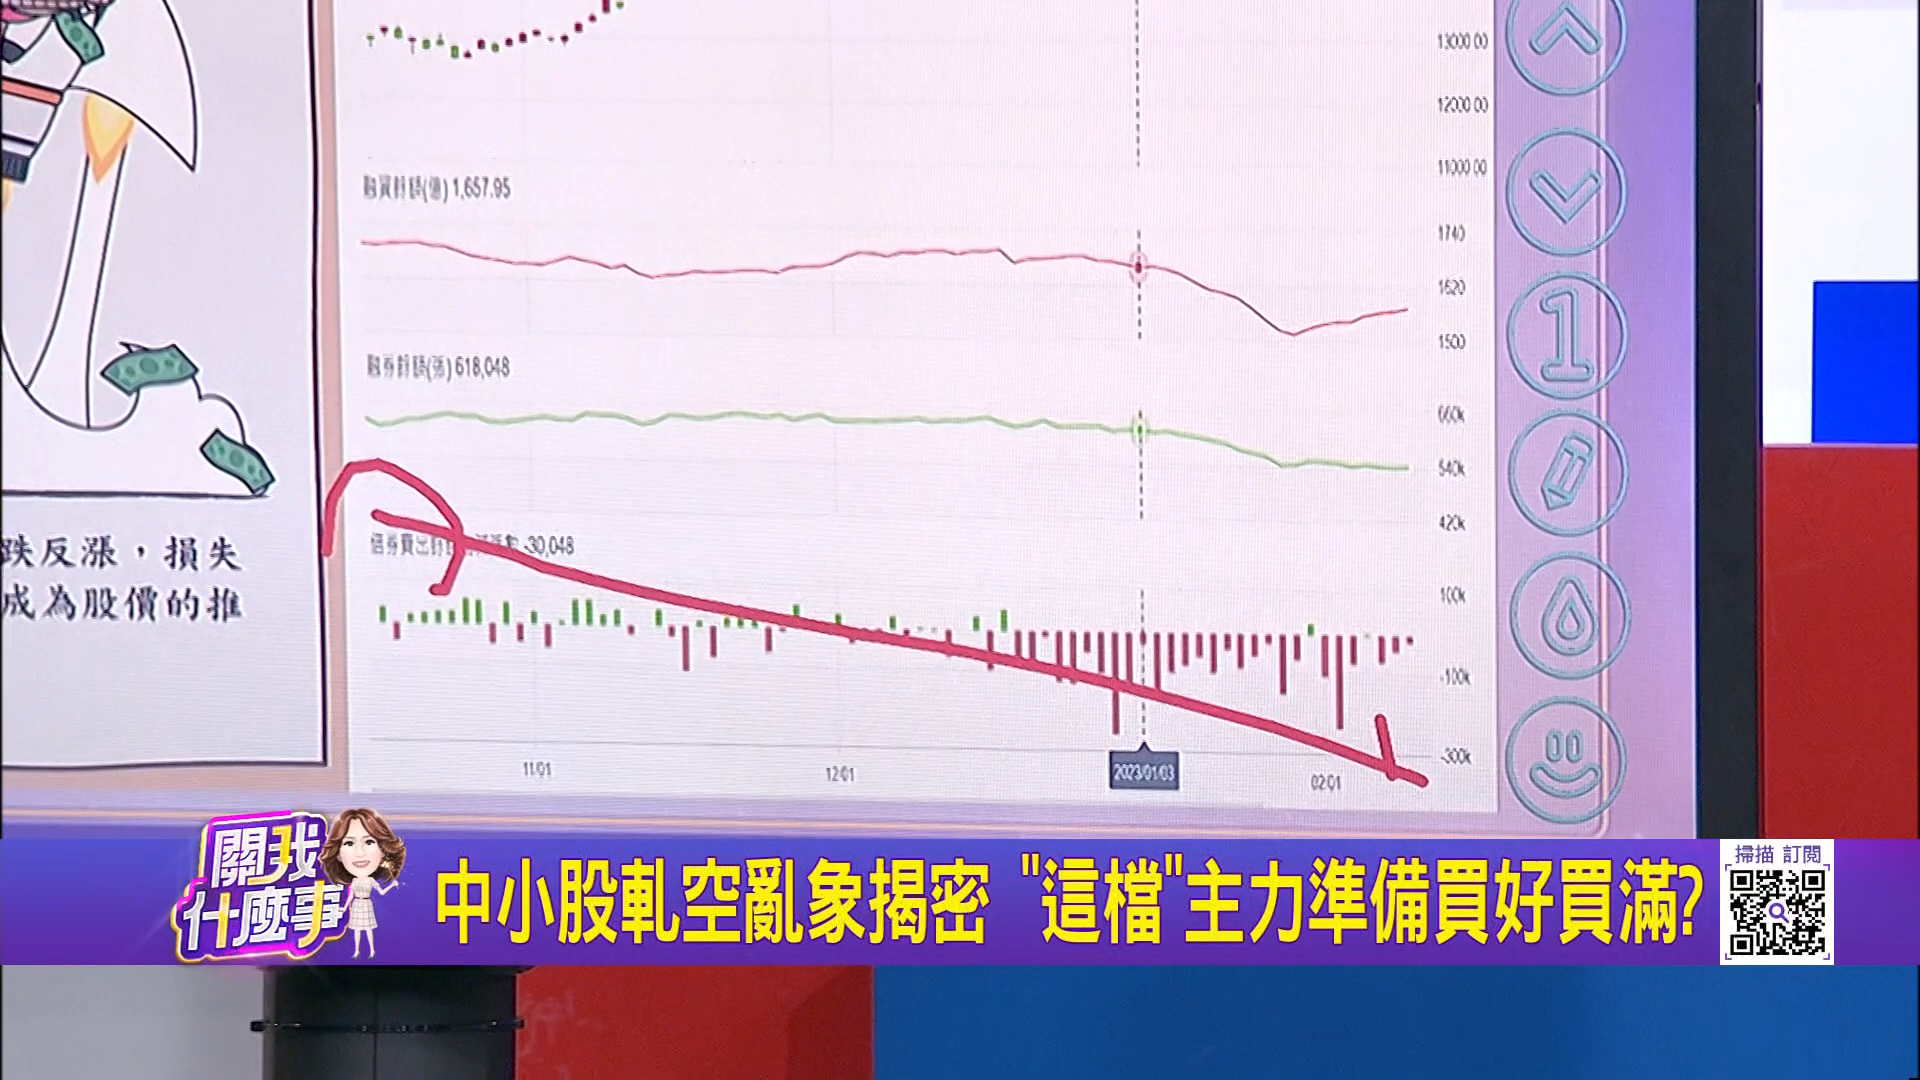 13000.00
12000.00
11000.00
融資餘額(億) 1,657.95
1740
1620
1500
融券餘額(張) 618,048
660k
540k
420k
-30,048
100k
-100k
-300k
11/01
12/01
2023/01/03
02/01
跌反漲，損失
成為股價的推
1
關我
什麼事
中小股軋空亂象揭密 "這檔"主力準備買好買滿?
掃描 訂閱